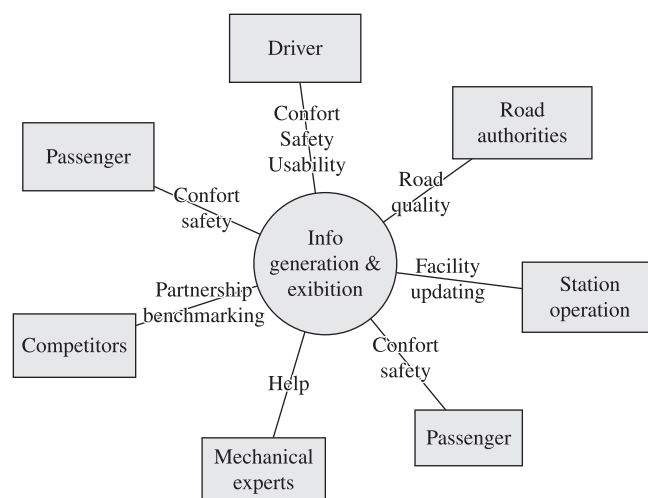 Driver
Confort
Safety
Usability
Road
authorities
Road
quality
Passenger
Confort
safety
Info
generation &
exibition
Facility
updating
Station
operation
Partnership
benchmarking
Competitors
Confort
safety
Passenger
Help
Mechanical
experts